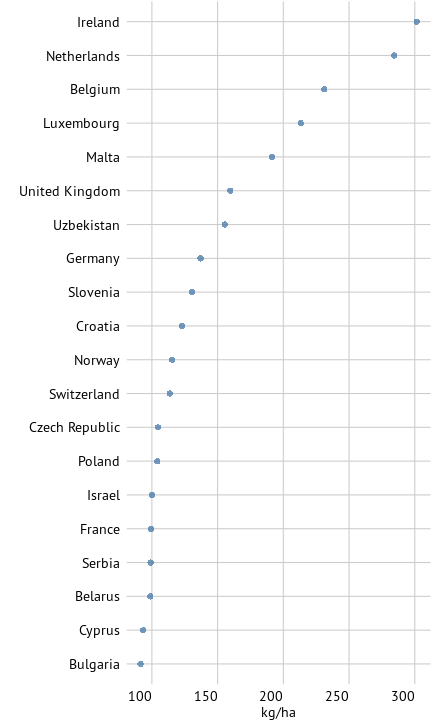 Ireland
Netherlands
Belgium
Luxembourg
Malta
United Kingdom
Uzbekistan
Germany
Slovenia
Croatia
Norway
Switzerland
Czech Republic
Poland
Israel
France
Serbia
Belarus
Cyprus
Bulgaria
100 150 200 250 300
kg/ha